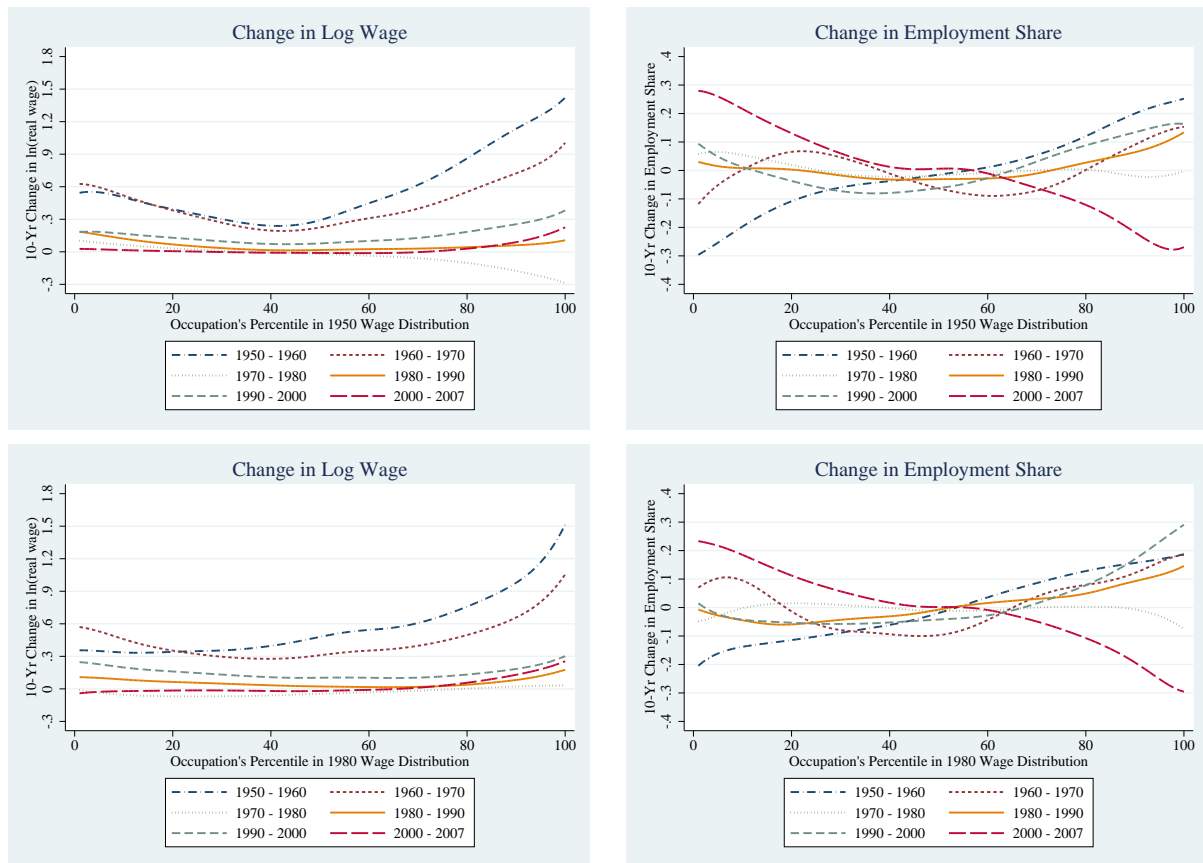 Change in Log Wage
10-Yr Change in ln(real wage)
-.3 0 .3 .6 .9 1.2 1.5 1.8
0 20 40 60 80 100
Occupation's Percentile in 1950 Wage Distribution
1950 - 1960 1960 - 1970
1970 - 1980 1980 - 1990
1990 - 2000 2000 - 2007
Change in Employment Share
10-Yr Change in Employment Share
-.4 -.3 -.2 -.1 0 .1 .2 .3 .4
0 20 40 60 80 100
Occupation's Percentile in 1950 Wage Distribution
1950 - 1960 1960 - 1970
1970 - 1980 1980 - 1990
1990 - 2000 2000 - 2007
Change in Log Wage
10-Yr Change in ln(real wage)
-.3 0 .3 .6 .9 1.2 1.5 1.8
0 20 40 60 80 100
Occupation's Percentile in 1980 Wage Distribution
1950 - 1960 1960 - 1970
1970 - 1980 1980 - 1990
1990 - 2000 2000 - 2007
Change in Employment Share
10-Yr Change in Employment Share
-.4 -.3 -.2 -.1 0 .1 .2 .3 .4
0 20 40 60 80 100
Occupation's Percentile in 1980 Wage Distribution
1950 - 1960 1960 - 1970
1970 - 1980 1980 - 1990
1990 - 2000 2000 - 2007